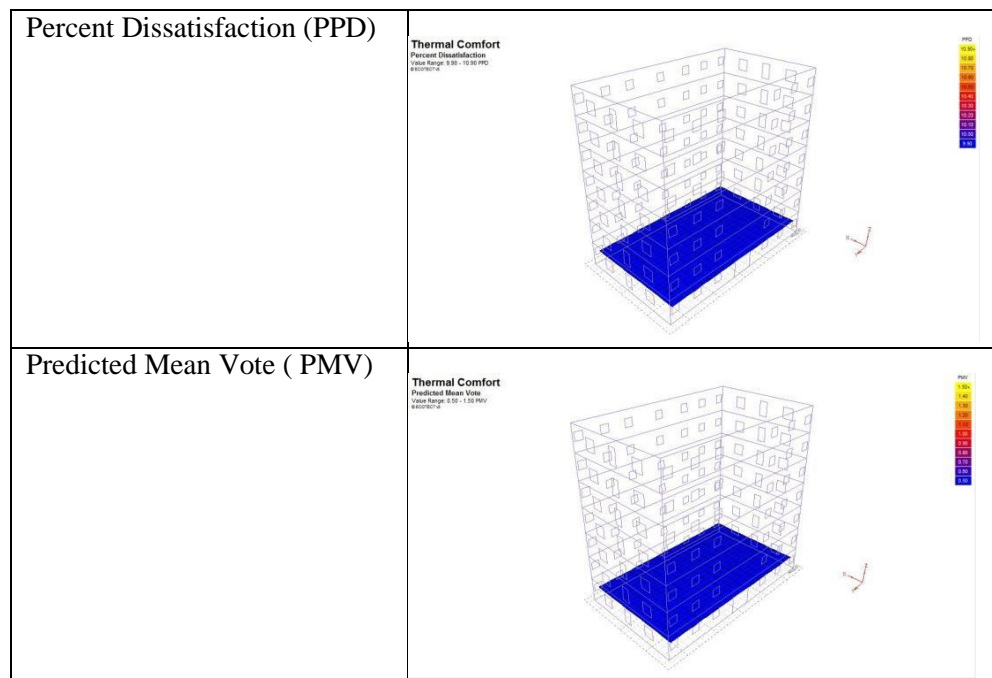 Percent Dissatisfaction (PPD)
Thermal Comfort
Percent Dissatisfaction
Value Range: 9.90 - 10.90 PPD
PPD
10.90+
10.80
10.70
10.60
10.50
10.40
10.30
10.20
10.10
10.00
9.90
Predicted Mean Vote ( PMV)
Thermal Comfort
Predicted Mean Vote
Value Range: 0.50 - 1.50 PMV
PMV
1.50+
1.40
1.30
1.20
1.10
1.00
0.90
0.80
0.70
0.60
0.50